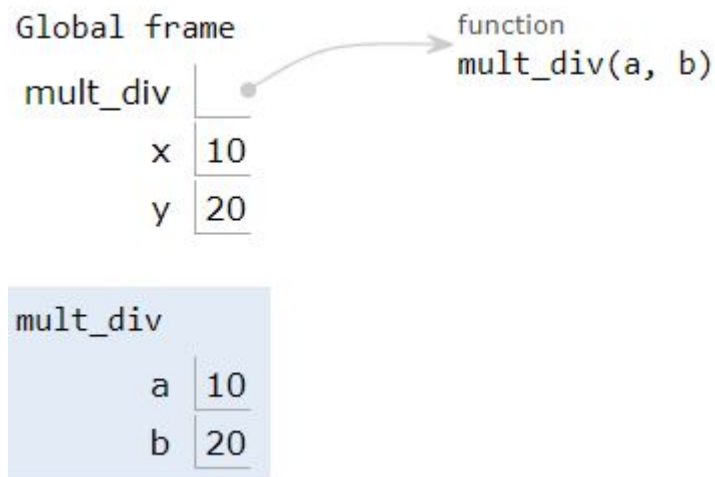 Global frame
function
mult_div(a, b)
mult_div
x 10
y 20
mult_div
a 10
b 20